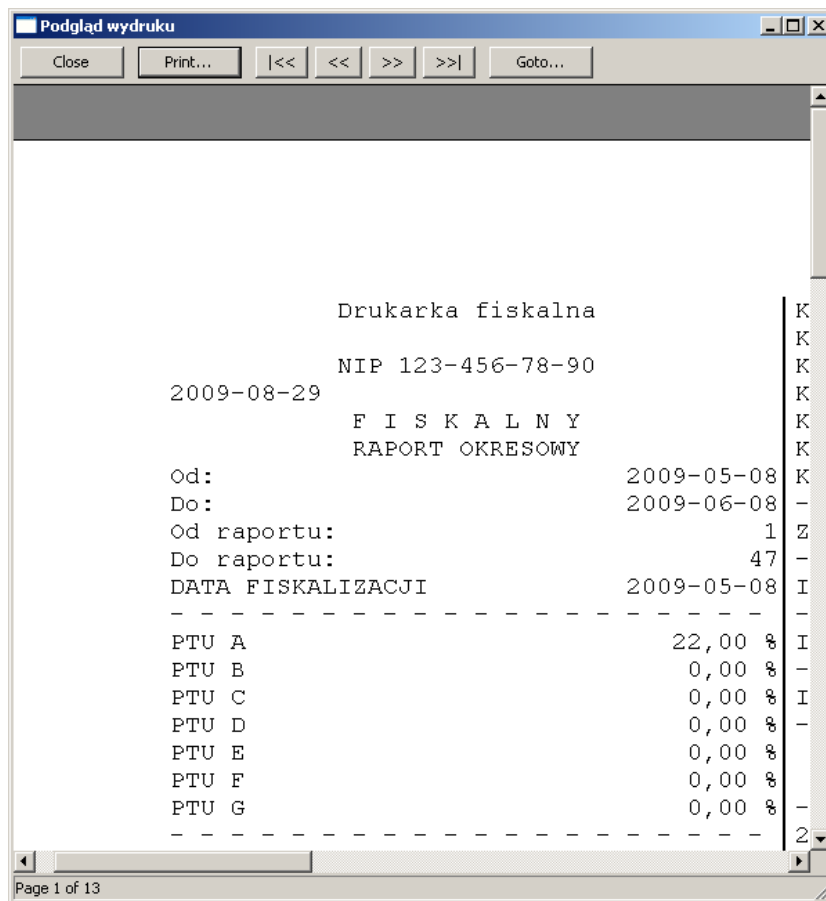 Podgląd wydruku
Close Print... |<< << >> >>| Goto...
Drukarka fiskalna K
K
NIP 123-456-78-90 K
2009-08-29 K
F I S K A L N Y K
RAPORT OKRESOWY K
Od: 2009-05-08 K
Do: 2009-06-08 -
Od raportu: 1 Z
Do raportu: 47 -
DATA FISKALIZACJI 2009-05-08 I
- - - - - - - - - - - - - - - - - - - - -
PTU A 22,00 % I
PTU B 0,00 % -
PTU C 0,00 % I
PTU D 0,00 % -
PTU E 0,00 %
PTU F 0,00 %
PTU G 0,00 % -
- - - - - - - - - - - - - - - - - - - - 2
Page 1 of 13